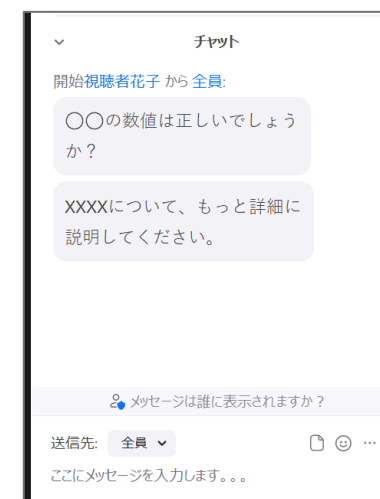 チャット
開始視聴者花子 から 全員:
〇〇の数値は正しいでしょう
か？
XXXXについて、もっと詳細に
説明してください。
メッセージは誰に表示されますか？
送信先: 全員
ここにメッセージを入力します。。。